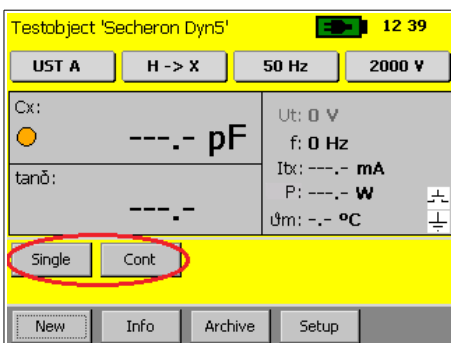 Testobject 'Secheron Dyn5' 12 39
UST A H -> X 50 Hz 2000 V
Cx:
---.- pF
tanδ:
---.-
Ut: 0 V
f: 0 Hz
Itx: ---.- mA
P: ---.- W
ϑm: -.- ºC
Single Cont
New Info Archive Setup